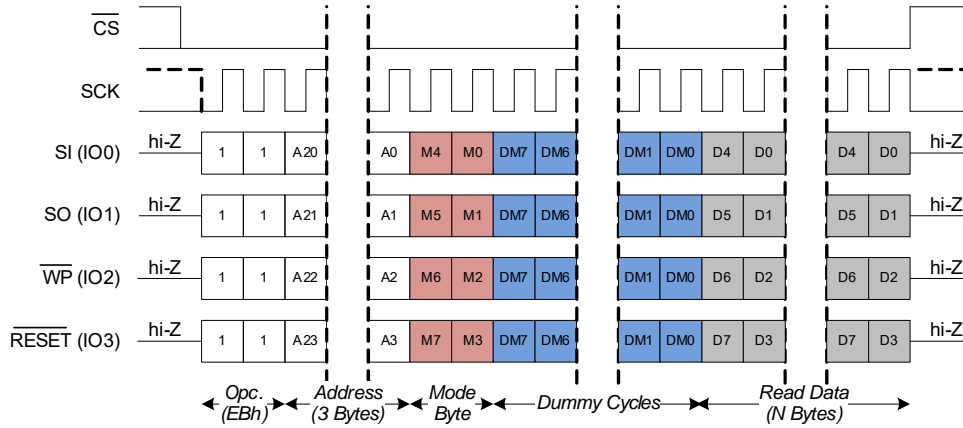 CS
SCK
SI (IO0) hi-Z 1 1 A20 A0 M4 M0 DM7 DM6 DM1 DM0 D4 D0 D4 D0 hi-Z
SO (IO1) hi-Z 1 1 A21 A1 M5 M1 DM7 DM6 DM1 DM0 D5 D1 D5 D1 hi-Z
WP (IO2) hi-Z 1 1 A22 A2 M6 M2 DM7 DM6 DM1 DM0 D6 D2 D6 D2 hi-Z
RESET (IO3) hi-Z 1 1 A23 A3 M7 M3 DM7 DM6 DM1 DM0 D7 D3 D7 D3 hi-Z
Opc. Address Mode Dummy Cycles Read Data
(EBh) (3 Bytes) Byte (N Bytes)